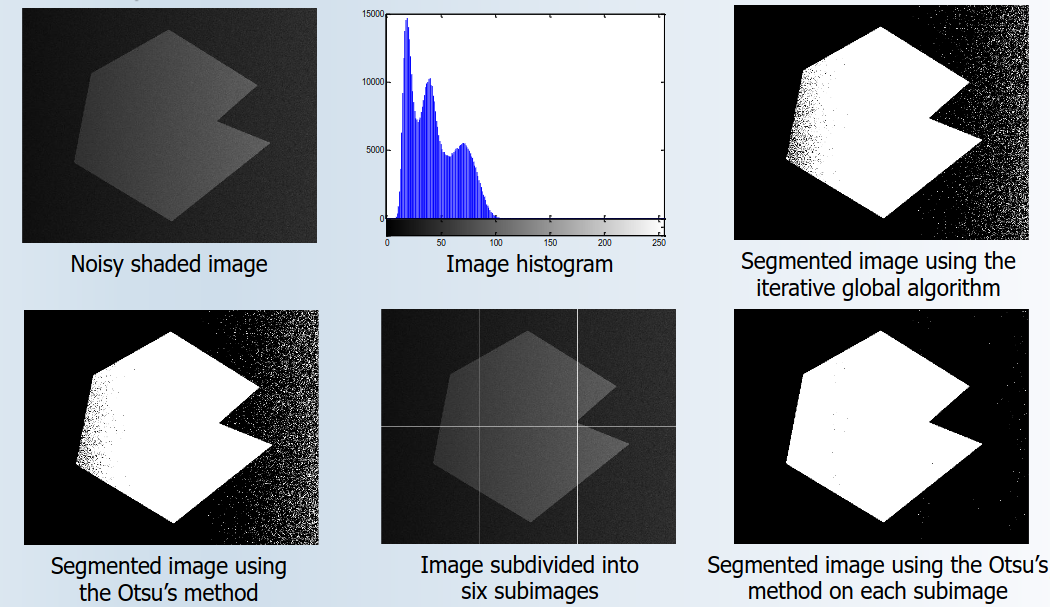 15000
10000
5000
0
0
50
100
150
200
250
Noisy shaded image
Image histogram
Segmented image using the
iterative global algorithm
Segmented image using
the Otsu's method
Image subdivided into
six subimages
Segmented image using the Otsu's
method on each subimage